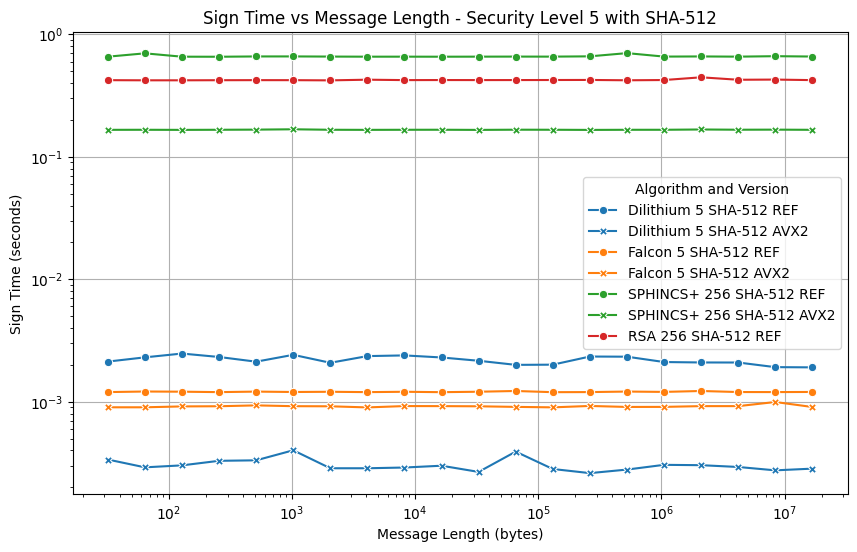 Sign Time vs Message Length - Security Level 5 with SHA-512
Sign Time (seconds)
10⁰
10⁻¹
10⁻²
10⁻³
Algorithm and Version
Dilithium 5 SHA-512 REF
Dilithium 5 SHA-512 AVX2
Falcon 5 SHA-512 REF
Falcon 5 SHA-512 AVX2
SPHINCS+ 256 SHA-512 REF
SPHINCS+ 256 SHA-512 AVX2
RSA 256 SHA-512 REF
10² 10³ 10⁴ 10⁵ 10⁶ 10⁷
Message Length (bytes)